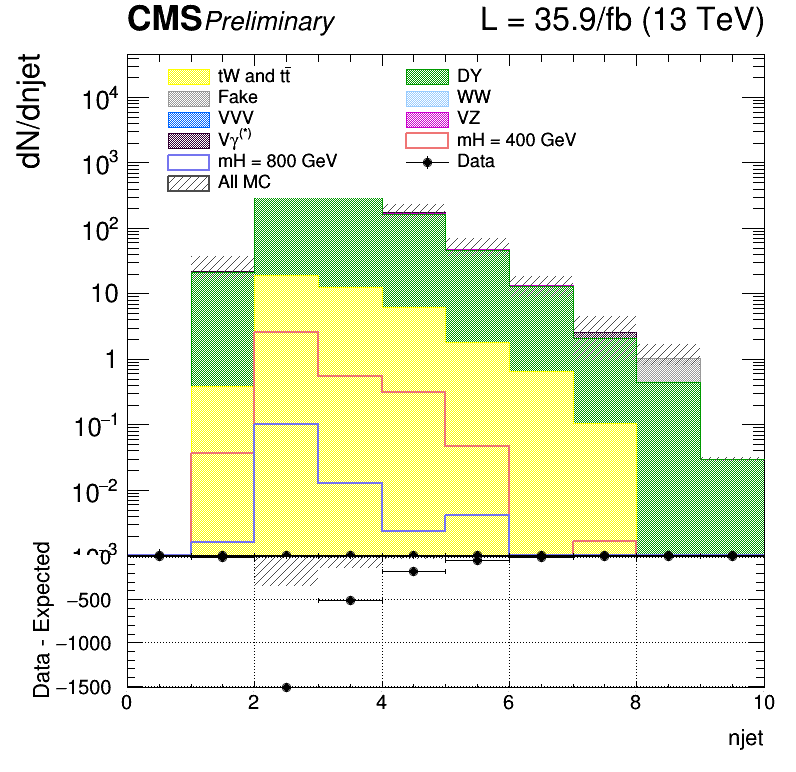 CMS Preliminary L = 35.9/fb (13 TeV)
dN/dnjet
tW and tt̄ DY
Fake WW
VVV VZ
Vγ(*) mH = 400 GeV
mH = 800 GeV Data
All MC
10⁴
10³
10²
10
1
10⁻¹
10⁻²
Data - Expected
0
−500
−1000
−1500
0 2 4 6 8 10
njet